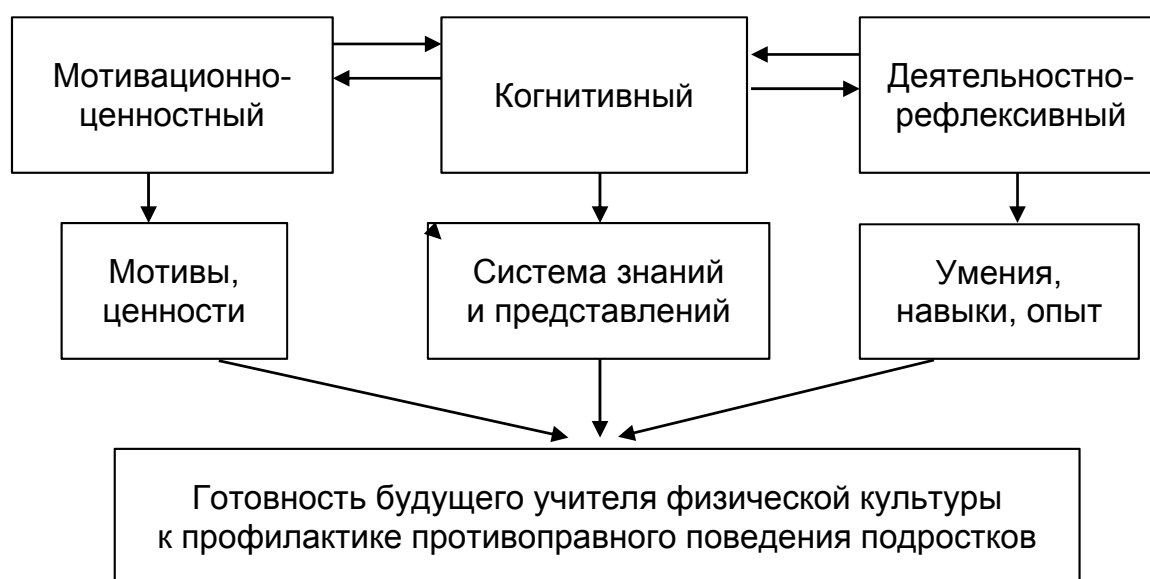 Мотивационно-
ценностный
Когнитивный
Деятельностно-
рефлексивный
Мотивы,
ценности
Система знаний
и представлений
Умения,
навыки, опыт
Готовность будущего учителя физической культуры
к профилактике противоправного поведения подростков